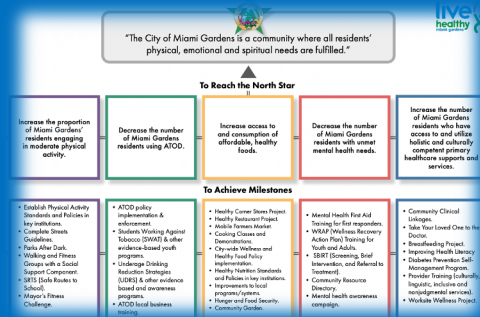 live
healthy
miami gardens
“The City of Miami Gardens is a community where all residents’
physical, emotional and spiritual needs are fulfilled.”
To Reach the North Star
Increase the proportion
of Miami Gardens’
residents engaging
in moderate physical
activity.
Decrease the number
of Miami Gardens
residents using ATOD.
Increase access to
and consumption of
affordable, healthy
foods.
Decrease the number
of Miami Gardens
residents with unmet
mental health needs.
Increase the number
of Miami Gardens
residents who have
access to and utilize
holistic and culturally
competent primary
healthcare supports and
services.
To Achieve Milestones
• Establish Physical Activity
Standards and Policies in
key institutions.
• Complete Streets
Guidelines.
• Parks After Dark.
• Walking and Fitness
Groups with a Social
Support Component.
• SRTS (Safe Routes to
School).
• Mayor's Fitness
Challenge.
• ATOD policy
implementation &
enforcement.
• Students Working Against
Tobacco (SWAT) & other
evidence-based youth
programs.
• Underage Drinking
Reduction Strategies
(UDRS) & other evidence
based and awareness
programs.
• ATOD local business
training.
• Healthy Corner Stores Project.
• Healthy Restaurant Project.
• Mobile Farmers Market.
• Cooking Classes and
Demonstrations.
• City-wide Wellness and
Healthy Food Policy
implementation.
• Healthy Nutrition Standards
and Policies in key institutions.
• Improvements to local
programs/systems.
• Hunger and Food Security.
• Community Garden.
• Mental Health First Aid
Training for first responders.
• WRAP (Wellness Recovery
Action Plan) Training for
Youth and Adults.
• SBIRT (Screening, Brief
Intervention, and Referral to
Treatment).
• Community Resource
Directory.
• Mental health awareness
campaign.
• Community Clinical
Linkages.
• Take Your Loved One to the
Doctor.
• Breastfeeding Project.
• Improving Health Literacy
• Diabetes Prevention Self-
Management Program.
• Provider Training (culturally,
linguistic, inclusive and
nonjudgmental services).
• Worksite Wellness Project.